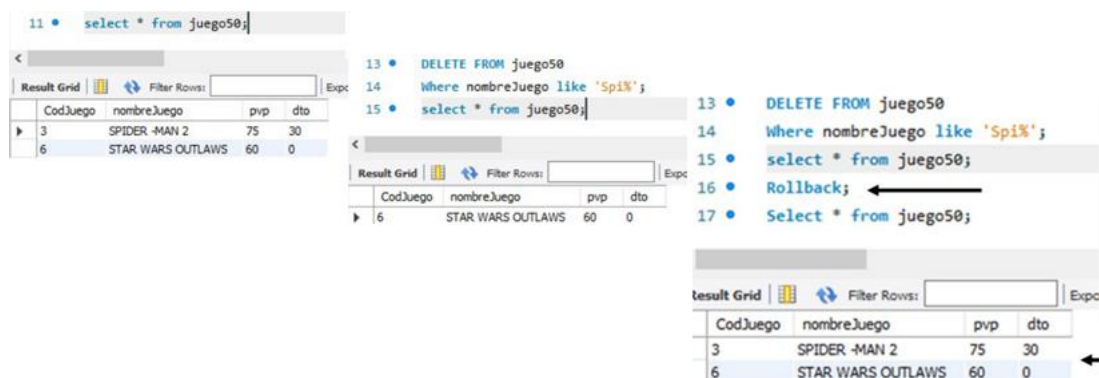 11 select * from juego50;
Result Grid Filter Rows: Expo
CodJuego nombreJuego pvp dto
3 SPIDER -MAN 2 75 30
6 STAR WARS OUTLAWS 60 0
13 DELETE FROM juego50
14 Where nombreJuego like 'Spi%';
15 select * from juego50;
Result Grid Filter Rows: Expo
CodJuego nombreJuego pvp dto
6 STAR WARS OUTLAWS 60 0
13 DELETE FROM juego50
14 Where nombreJuego like 'Spi%';
15 select * from juego50;
16 Rollback;
17 Select * from juego50;
Result Grid Filter Rows: Expo
CodJuego nombreJuego pvp dto
3 SPIDER -MAN 2 75 30
6 STAR WARS OUTLAWS 60 0